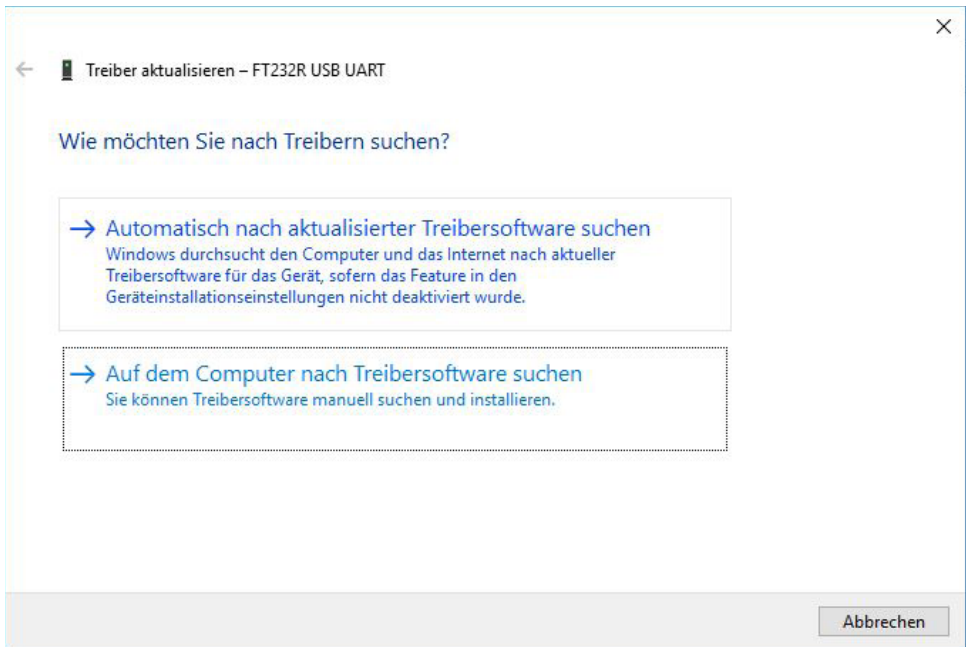 Treiber aktualisieren – FT232R USB UART
Wie möchten Sie nach Treibern suchen?
Automatisch nach aktualisierter Treibersoftware suchen
Windows durchsucht den Computer und das Internet nach aktueller
Treibersoftware für das Gerät, sofern das Feature in den
Geräteinstallationseinstellungen nicht deaktiviert wurde.
Auf dem Computer nach Treibersoftware suchen
Sie können Treibersoftware manuell suchen und installieren.
Abbrechen